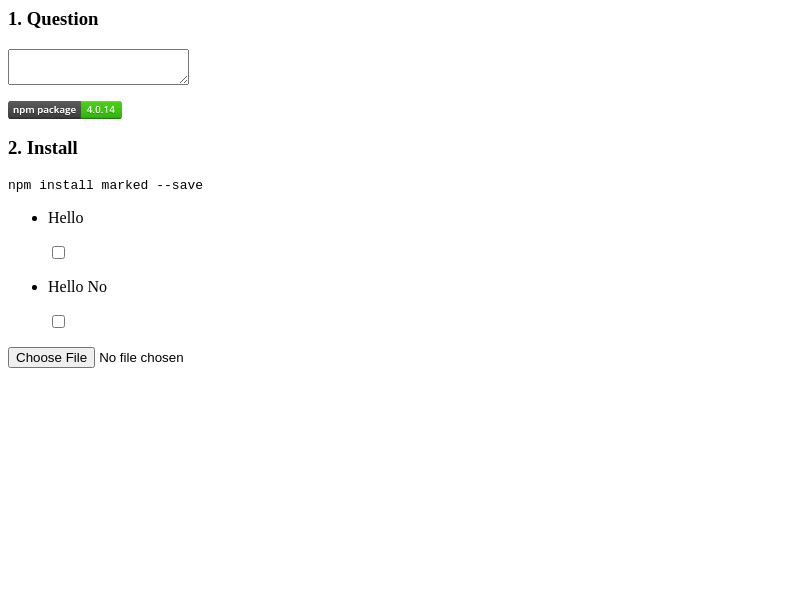 1. Question
npm package 4.0.14
2. Install
npm install marked --save
Hello
Hello No
Choose File No file chosen